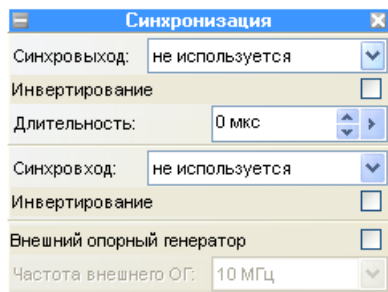 Синхронизация
Синхровыход: не используется
Инвертирование
Длительность: 0 мкс
Синхровход: не используется
Инвертирование
Внешний опорный генератор
Частота внешнего ОГ: 10 МГц